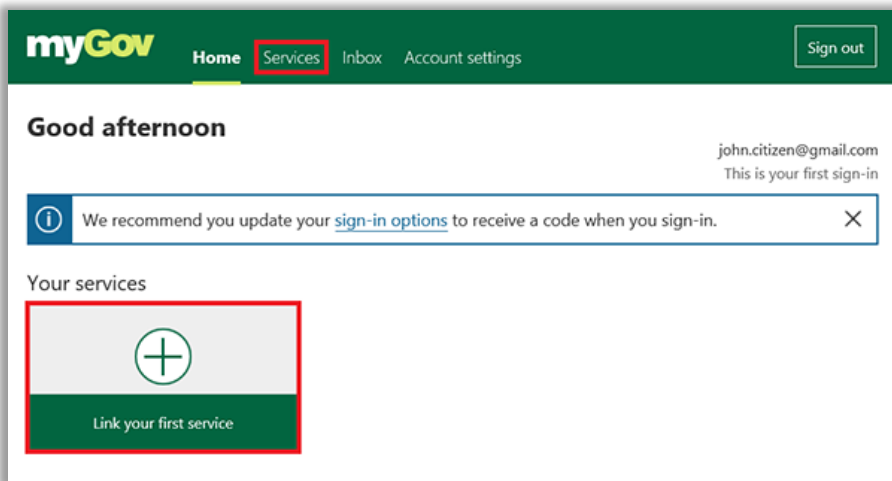 myGov Home Services Inbox Account settings Sign out
Good afternoon
john.citizen@gmail.com
This is your first sign-in
We recommend you update your sign-in options to receive a code when you sign-in.
Your services
Link your first service